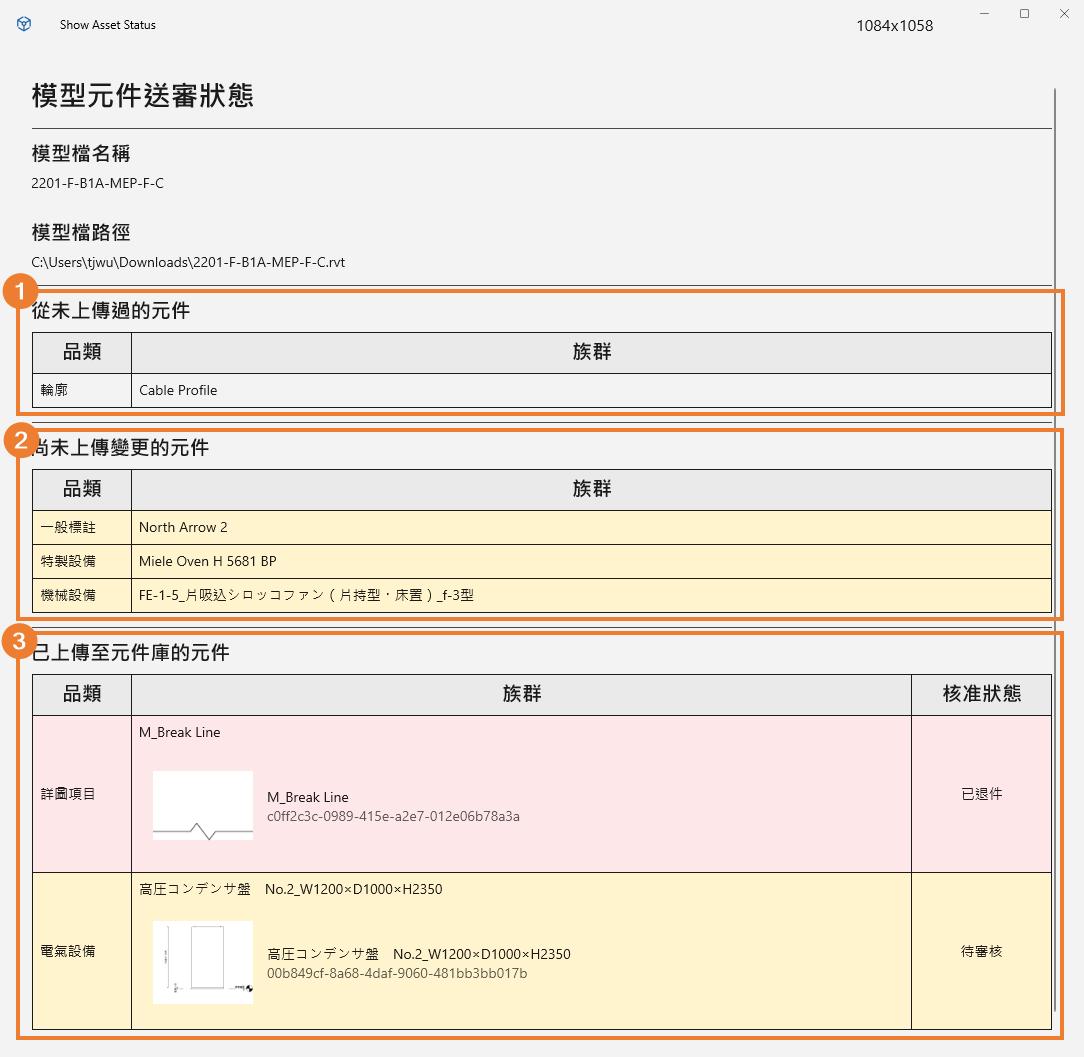 Show Asset Status
1084x1058
模型元件送審狀態
模型檔名稱
2201-F-B1A-MEP-F-C
模型檔路徑
C:\Users\tjwu\Downloads\2201-F-B1A-MEP-F-C.rvt
1
從未上傳過的元件
品類 族群
輪廓 Cable Profile
2
尚未上傳變更的元件
品類 族群
一般標註 North Arrow 2
特製設備 Miele Oven H 5681 BP
機械設備 FE-1-5_片吸込シロッコファン（片持型・床置）_f-3型
3
已上傳至元件庫的元件
品類 族群 核准狀態
M_Break Line
詳圖項目 已退件
M_Break Line
c0ff2c3c-0989-415e-a2e7-012e06b78a3a
高圧コンデンサ盤　No.2_W1200×D1000×H2350
電氣設備 待審核
高圧コンデンサ盤　No.2_W1200×D1000×H2350
00b849cf-8a68-4daf-9060-481bb3bb017b